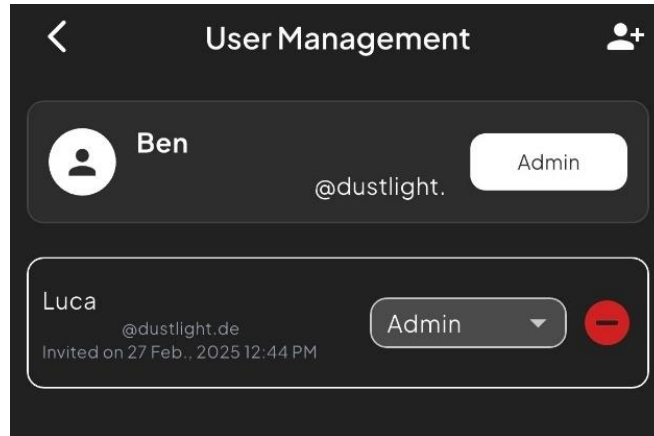 User Management
Ben
@dustlight.
Admin
Luca
@dustlight.de
Invited on 27 Feb., 2025 12:44 PM
Admin